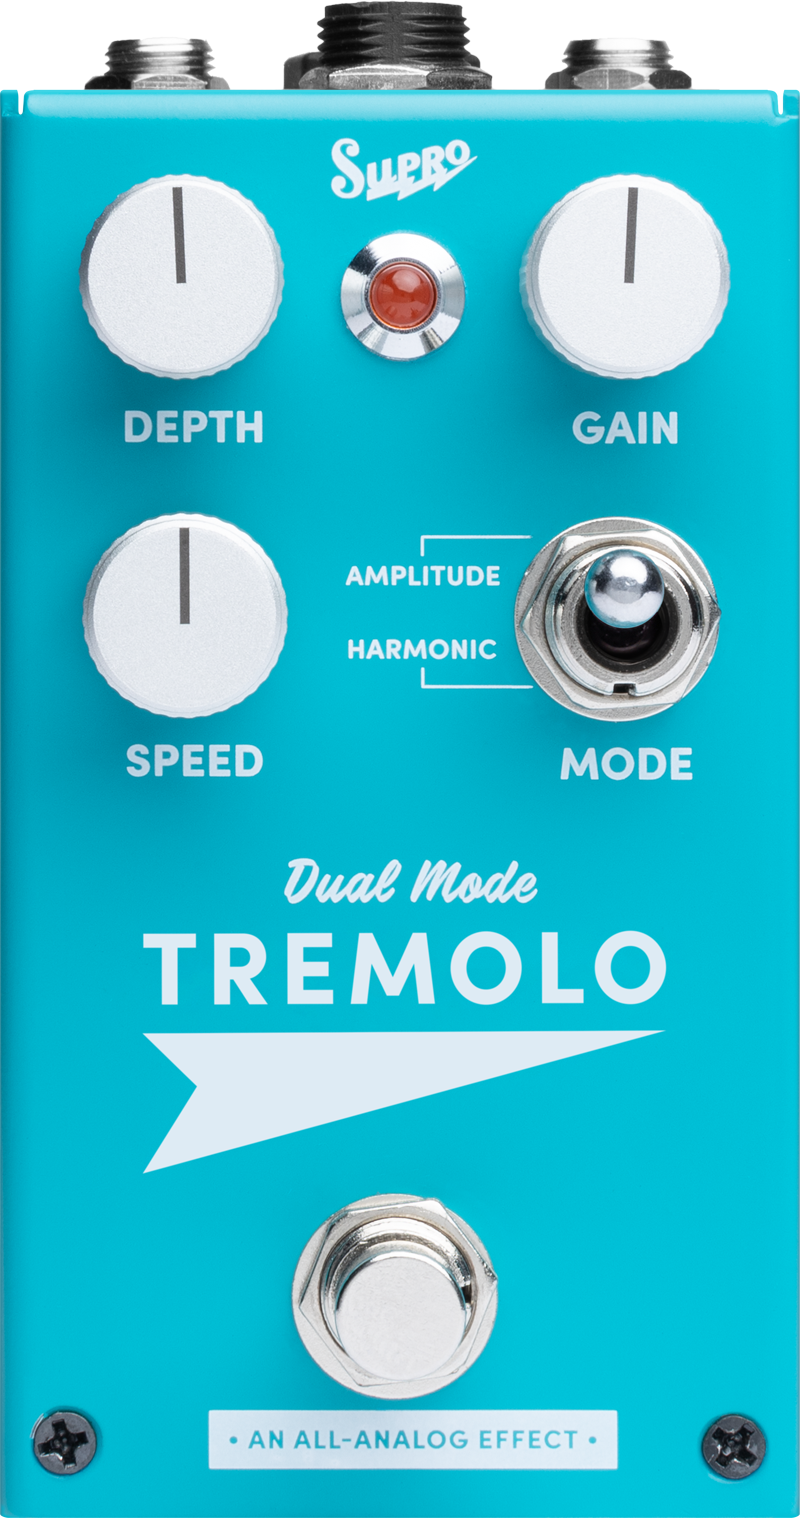 SUPRO
DEPTH
GAIN
AMPLITUDE
HARMONIC
SPEED
MODE
Dual Mode
TREMOLO
• AN ALL-ANALOG EFFECT •